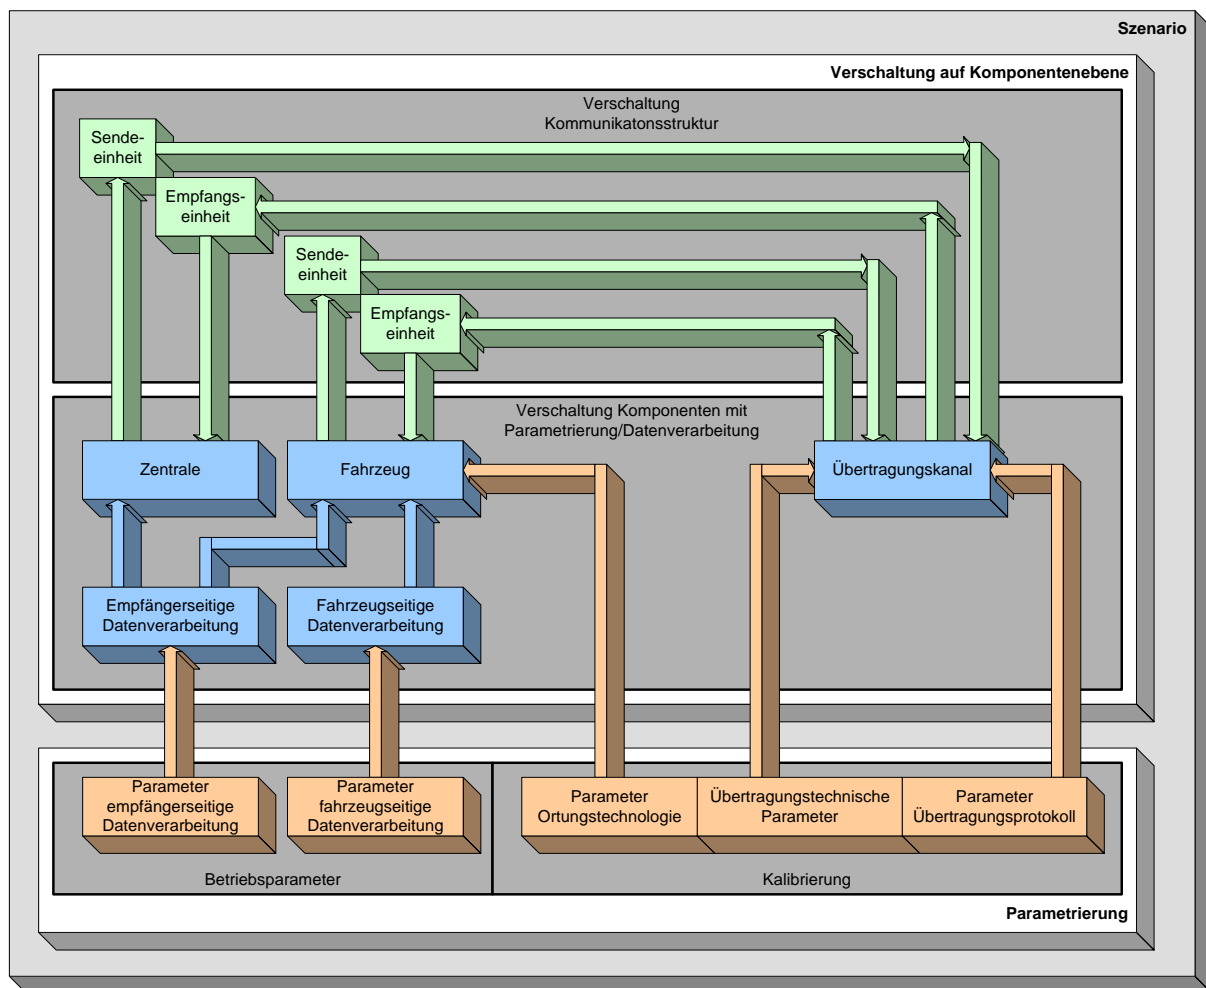 Szenario
Verschaltung auf Komponentenebene
Verschaltung
Kommunikatonsstruktur
Sende-
einheit
Empfangs-
einheit
Sende-
einheit
Empfangs-
einheit
Verschaltung Komponenten mit
Parametrierung/Datenverarbeitung
Zentrale
Fahrzeug
Übertragungskanal
Empfängerseitige
Datenverarbeitung
Fahrzeugseitige
Datenverarbeitung
Parameter
empfängerseitige
Datenverarbeitung
Parameter
fahrzeugseitige
Datenverarbeitung
Parameter
Ortungstechnologie
Übertragungstechnische
Parameter
Parameter
Übertragungsprotokoll
Betriebsparameter
Kalibrierung
Parametrierung